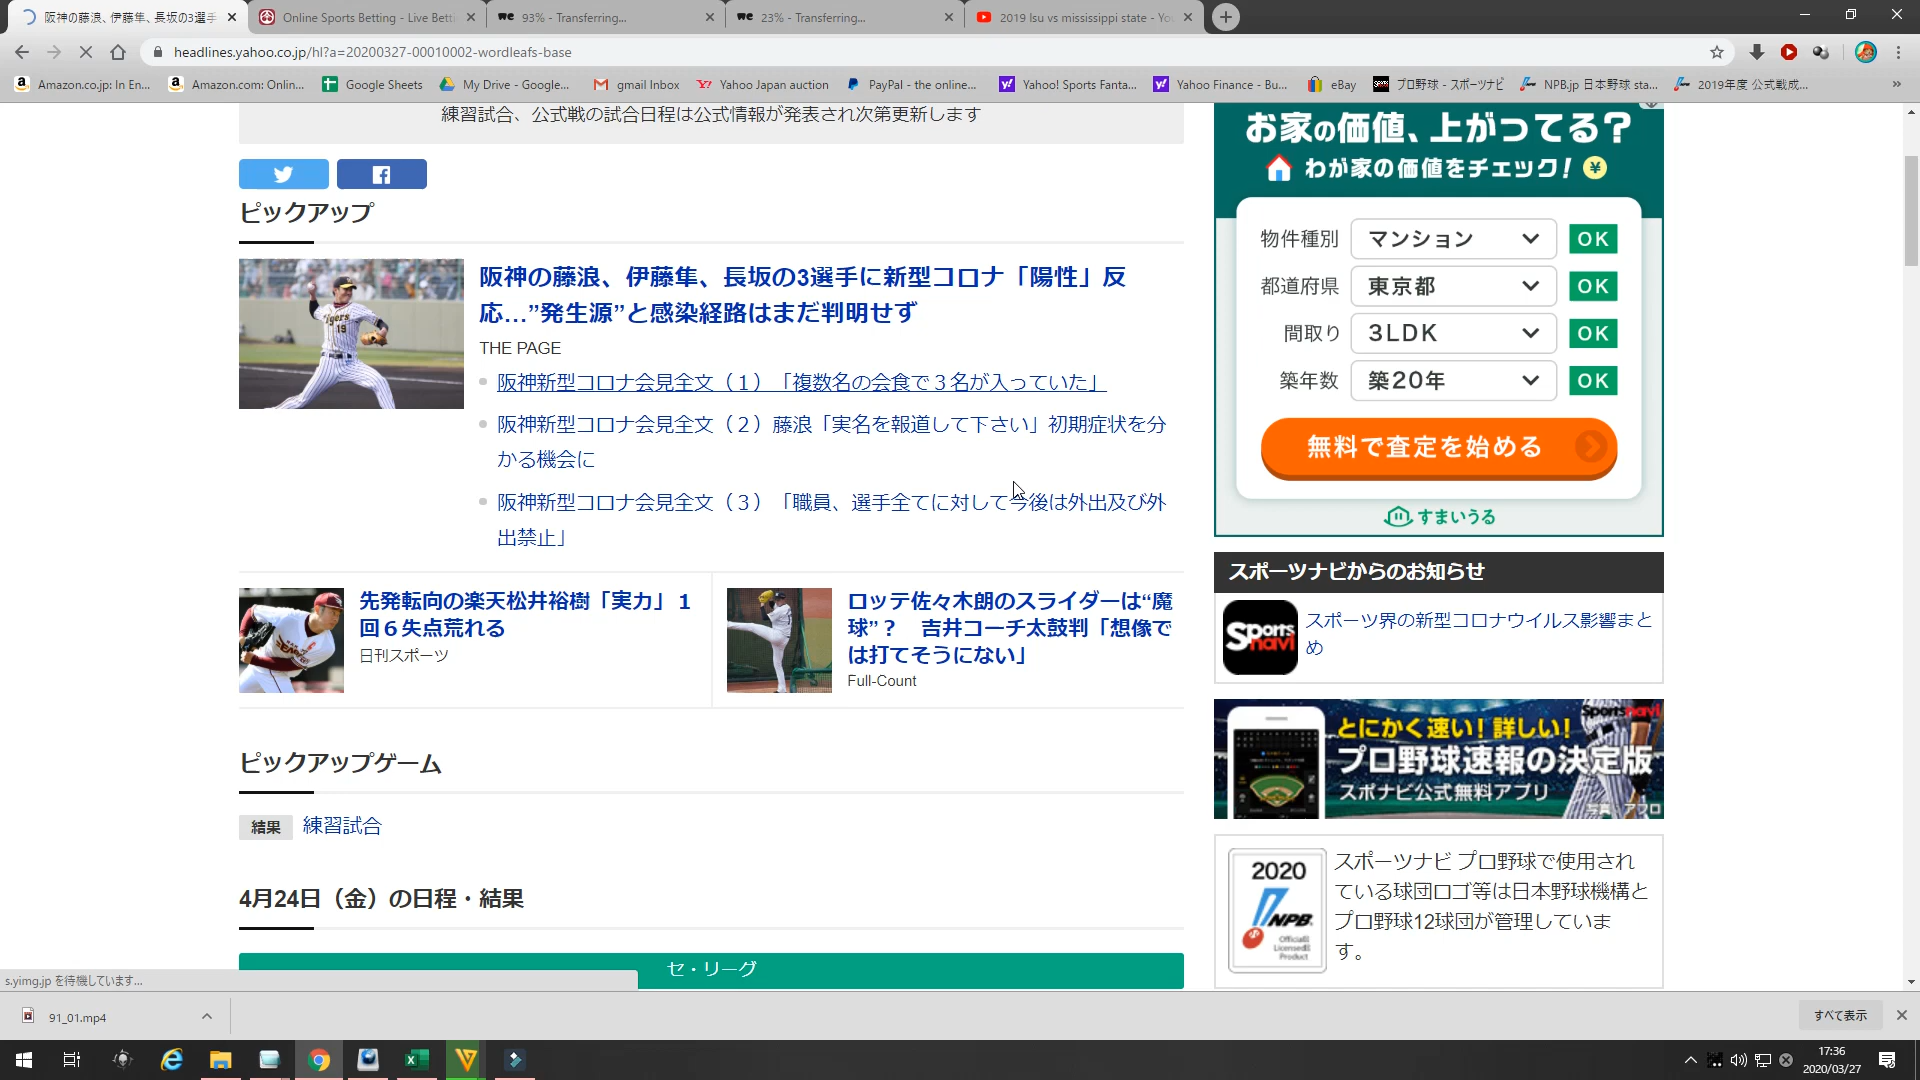 阪神の藤浪、伊藤隼、長坂の3選手
Online Sports Betting - Live Betti
93% - Transferring...
23% - Transferring...
2019 lsu vs mississippi state - You
headlines.yahoo.co.jp/hl?a=20200327-00010002-wordleafs-base
Amazon.co.jp: In En...
Amazon.com: Onlin...
Google Sheets
My Drive - Google...
gmail Inbox
Yahoo Japan auction
PayPal - the online...
Yahoo! Sports Fanta...
Yahoo Finance - Bu...
eBay
プロ野球 - スポーツナビ
NPB.jp 日本野球 sta...
2019年度 公式戦成...
練習試合、公式戦の試合日程は公式情報が発表され次第更新します
ピックアップ
阪神の藤浪、伊藤隼、長坂の3選手に新型コロナ「陽性」反
応…”発生源”と感染経路はまだ判明せず
THE PAGE
阪神新型コロナ会見全文（１）「複数名の会食で３名が入っていた」
阪神新型コロナ会見全文（２）藤浪「実名を報道して下さい」初期症状を分
かる機会に
阪神新型コロナ会見全文（３）「職員、選手全てに対して今後は外出及び外
出禁止」
Tigers
19
先発転向の楽天松井裕樹「実力」１
回６失点荒れる
日刊スポーツ
ロッテ佐々木朗のスライダーは“魔
球”？　吉井コーチ太鼓判「想像で
は打てそうにない」
Full-Count
ピックアップゲーム
結果 練習試合
4月24日（金）の日程・結果
セ・リーグ
お家の価値、上がってる？
わが家の価値をチェック！¥
物件種別 マンション OK
都道府県 東京都 OK
間取り 3LDK OK
築年数 築20年 OK
無料で査定を始める
すまいうる
スポーツナビからのお知らせ
Sports
navi
スポーツ界の新型コロナウイルス影響まと
め
Sports navi
とにかく速い！詳しい！
プロ野球速報の決定版
スポナビ公式無料アプリ
写真：アフロ
2020
NPB
Official
Licensed
Product
スポーツナビ プロ野球で使用され
ている球団ロゴ等は日本野球機構と
プロ野球12球団が管理していま
す。
s.yimg.jp を待機しています...
91_01.mp4
すべて表示
17:36
2020/03/27